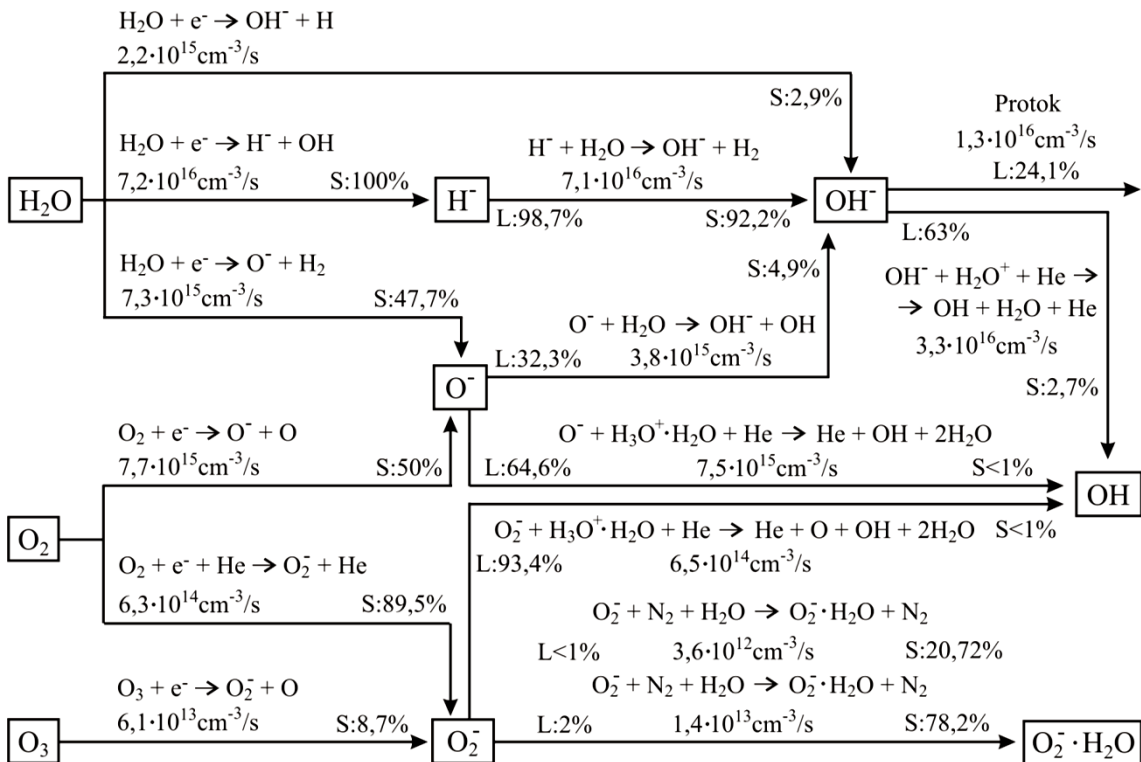 H₂O + e⁻ → OH⁻ + H
2,2·10¹⁵cm⁻³/s
S:2,9%
Protok
1,3·10¹⁶cm⁻³/s
L:24,1%
H₂O + e⁻ → H⁻ + OH
7,2·10¹⁶cm⁻³/s
S:100%
H⁻ + H₂O → OH⁻ + H₂
7,1·10¹⁶cm⁻³/s
H₂O
H⁻
OH⁻
L:98,7%
S:92,2%
L:63%
H₂O + e⁻ → O⁻ + H₂
7,3·10¹⁵cm⁻³/s
S:47,7%
S:4,9%
OH⁻ + H₂O⁺ + He →
→ OH + H₂O + He
3,3·10¹⁶cm⁻³/s
S:2,7%
O⁻ + H₂O → OH⁻ + OH
L:32,3%
3,8·10¹⁵cm⁻³/s
O⁻
O₂ + e⁻ → O⁻ + O
7,7·10¹⁵cm⁻³/s
S:50%
O⁻ + H₃O⁺·H₂O + He → He + OH + 2H₂O
L:64,6%
7,5·10¹⁵cm⁻³/s
S<1%
OH
O₂
O₂⁻ + H₃O⁺·H₂O + He → He + O + OH + 2H₂O
S<1%
L:93,4%
6,5·10¹⁴cm⁻³/s
O₂ + e⁻ + He → O₂⁻ + He
6,3·10¹⁴cm⁻³/s
S:89,5%
O₂⁻ + N₂ + H₂O → O₂⁻·H₂O + N₂
L<1%
3,6·10¹²cm⁻³/s
S:20,72%
O₂⁻ + N₂ + H₂O → O₂⁻·H₂O + N₂
L:2%
1,4·10¹³cm⁻³/s
S:78,2%
O₃ + e⁻ → O₂⁻ + O
6,1·10¹³cm⁻³/s
S:8,7%
O₃
O₂⁻
O₂⁻·H₂O